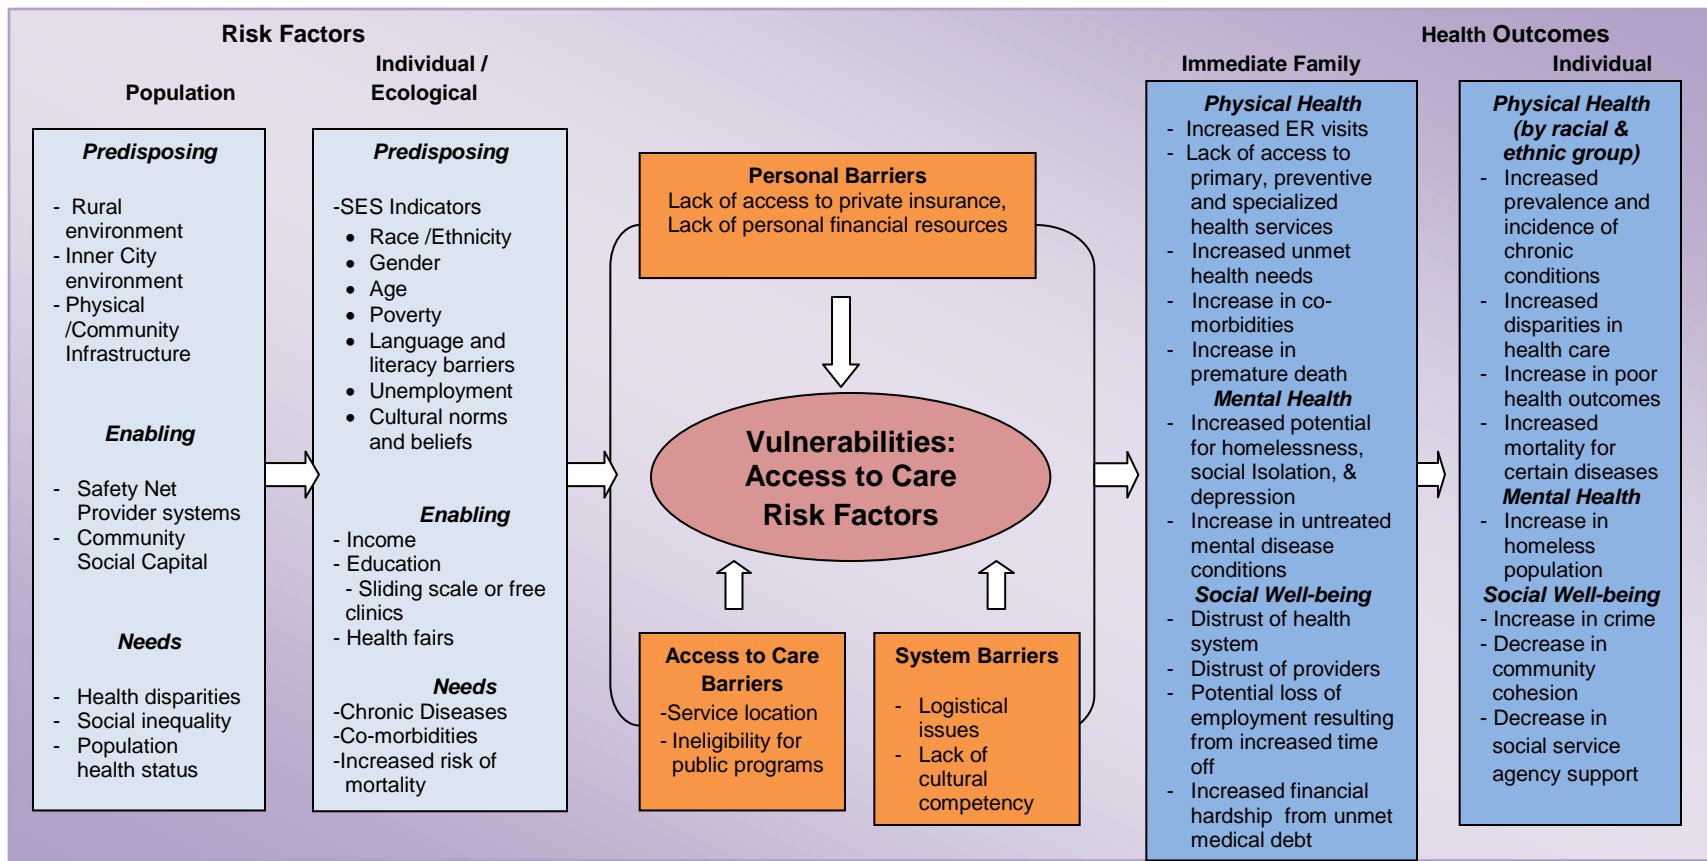 Risk Factors
Population
Individual /
Ecological
Predisposing
- Rural
environment
- Inner City
environment
- Physical
/Community
Infrastructure
Enabling
- Safety Net
Provider systems
- Community
Social Capital
Needs
- Health disparities
- Social inequality
- Population
health status
Predisposing
-SES Indicators
• Race /Ethnicity
• Gender
• Age
• Poverty
• Language and
literacy barriers
• Unemployment
• Cultural norms
and beliefs
Enabling
- Income
- Education
- Sliding scale or free
clinics
- Health fairs
Needs
-Chronic Diseases
-Co-morbidities
-Increased risk of
mortality
Personal Barriers
Lack of access to private insurance,
Lack of personal financial resources
Vulnerabilities:
Access to Care
Risk Factors
Access to Care
Barriers
-Service location
- Ineligibility for
public programs
System Barriers
- Logistical
issues
- Lack of
cultural
competency
Health Outcomes
Immediate Family
Individual
Physical Health
- Increased ER visits
- Lack of access to
primary, preventive
and specialized
health services
- Increased unmet
health needs
- Increase in co-
morbidities
- Increase in
premature death
Mental Health
- Increased potential
for homelessness,
social Isolation, &
depression
- Increase in untreated
mental disease
conditions
Social Well-being
- Distrust of health
system
- Distrust of providers
- Potential loss of
employment resulting
from increased time
off
- Increased financial
hardship from unmet
medical debt
Physical Health
(by racial &
ethnic group)
- Increased
prevalence and
incidence of
chronic
conditions
- Increased
disparities in
health care
- Increase in poor
health outcomes
- Increased
mortality for
certain diseases
Mental Health
- Increase in
homeless
population
Social Well-being
- Increase in crime
- Decrease in
community
cohesion
- Decrease in
social service
agency support